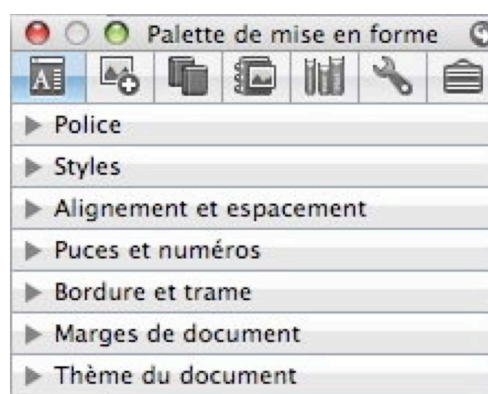 Palette de mise en forme
Police
Styles
Alignement et espacement
Puces et numéros
Bordure et trame
Marges de document
Thème du document